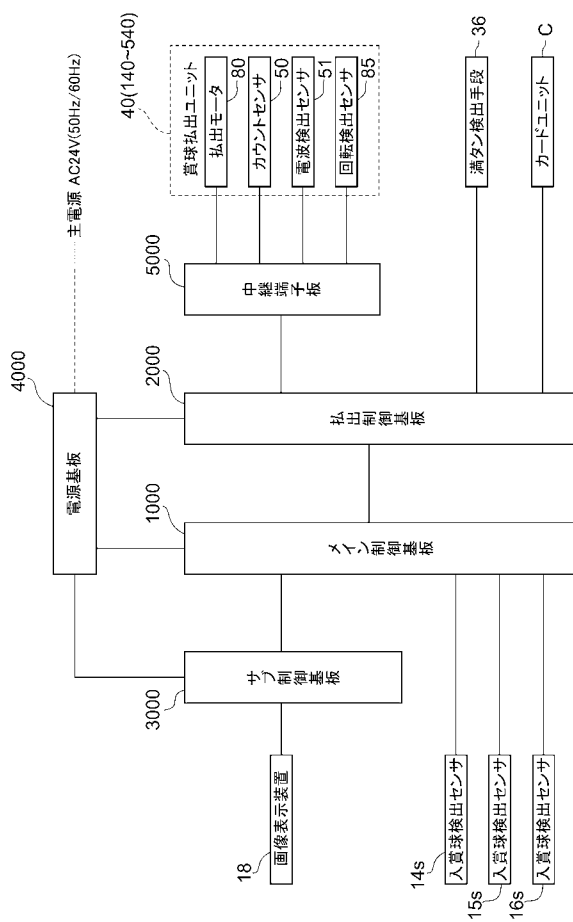 主電源 AC24V(50Hz/60Hz)
4000
電源基板
40(140~540)
賞球払出ユニット
払出モータ
80
カウントセンサ
50
電波検出センサ
51
回転検出センサ
85
5000
中継端子板
2000
払出制御基板
満タン検出手段
36
カードユニット
C
1000
メイン制御基板
サブ制御基板
3000
画像表示装置
18
入賞球検出センサ
14s
入賞球検出センサ
15s
入賞球検出センサ
16s